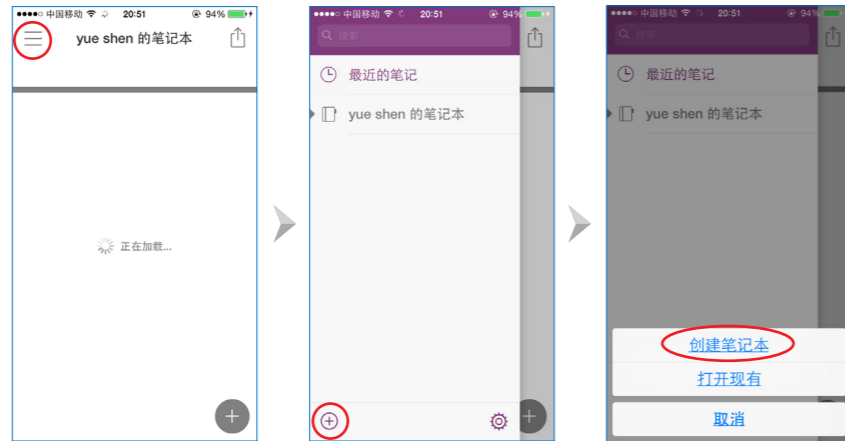 中国移动 20:51 94%
yue shen 的笔记本
正在加载...
中国移动 20:51 94%
搜索
最近的笔记
yue shen 的笔记本
中国移动 20:51 94%
搜索
最近的笔记
yue shen 的笔记本
创建笔记本
打开现有
取消